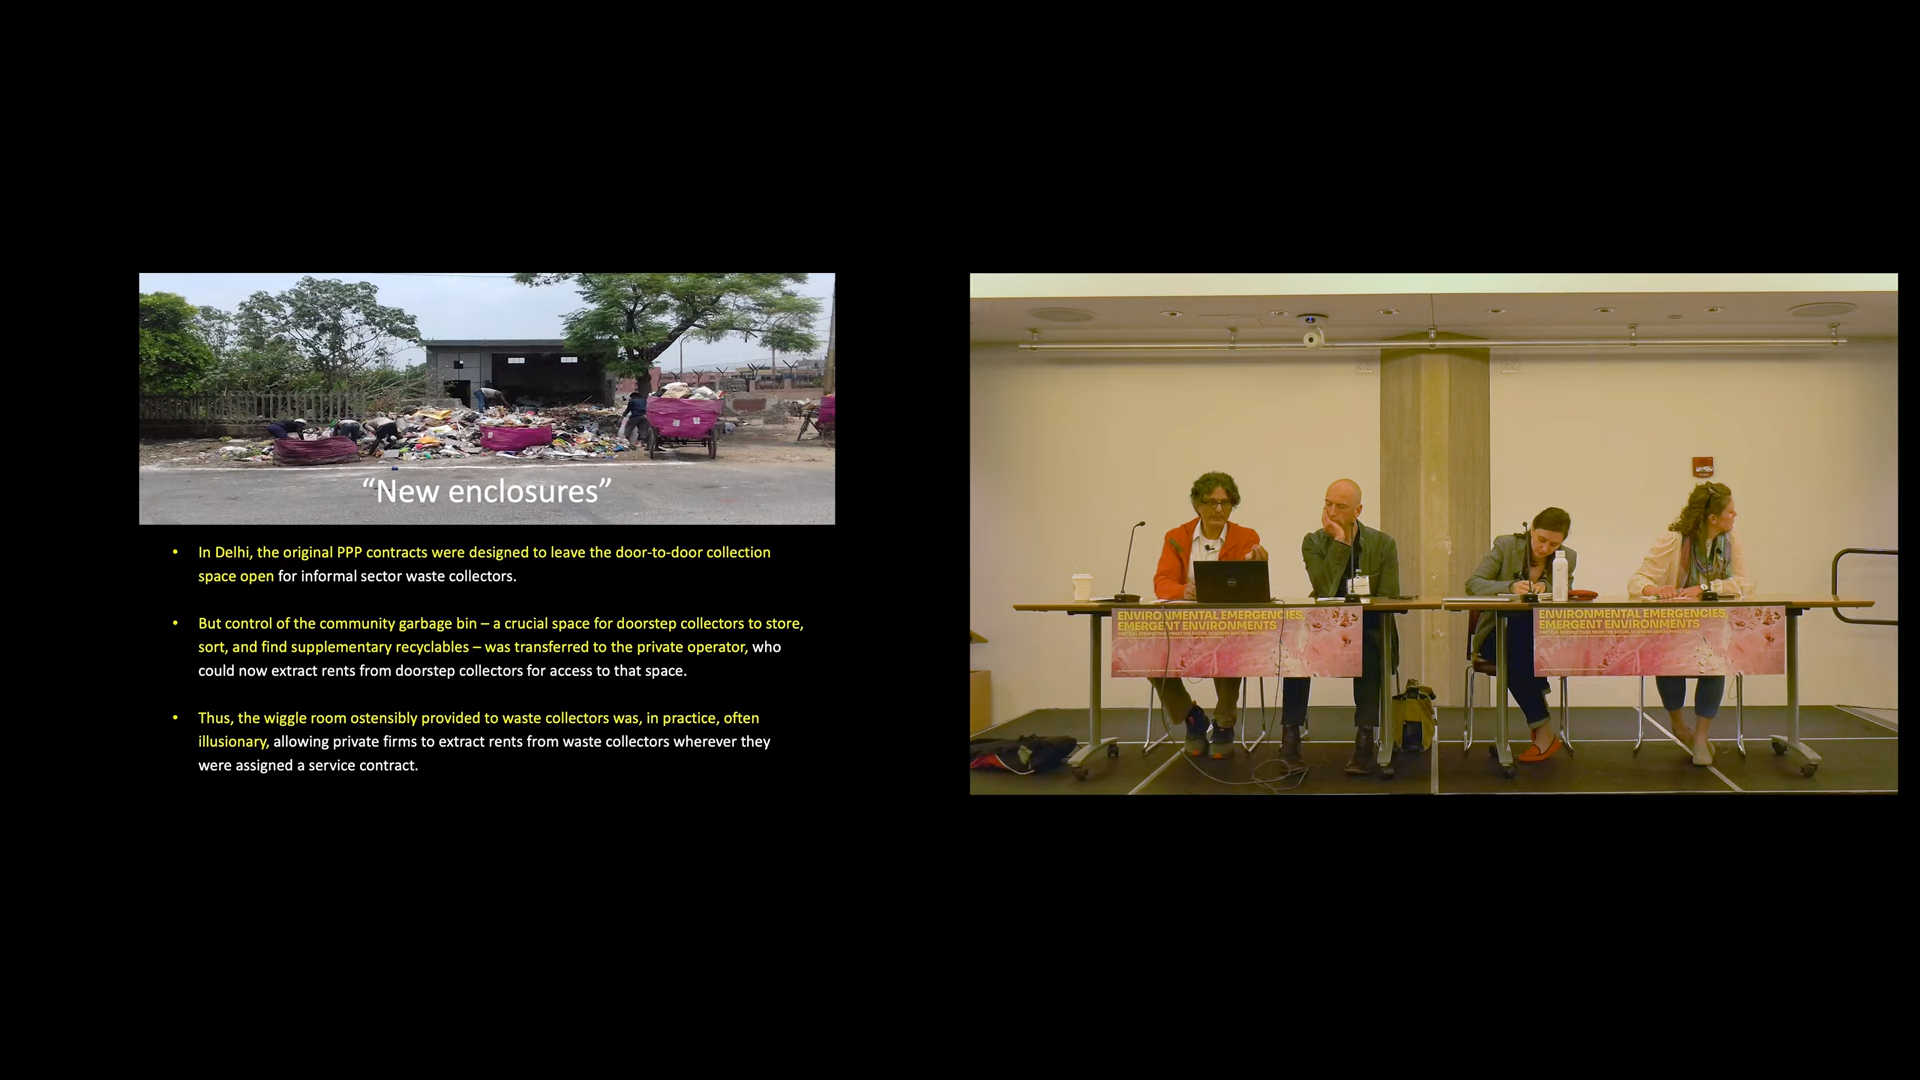 “New enclosures”
• In Delhi, the original PPP contracts were designed to leave the door-to-door collection
space open for informal sector waste collectors.
• But control of the community garbage bin – a crucial space for doorstep collectors to store,
sort, and find supplementary recyclables – was transferred to the private operator, who
could now extract rents from doorstep collectors for access to that space.
• Thus, the wiggle room ostensibly provided to waste collectors was, in practice, often
illusionary, allowing private firms to extract rents from waste collectors wherever they
were assigned a service contract.
ENVIRONMENTAL EMERGENCIES,
EMERGENT ENVIRONMENTS
ENVIRONMENTAL EMERGENCIES,
EMERGENT ENVIRONMENTS